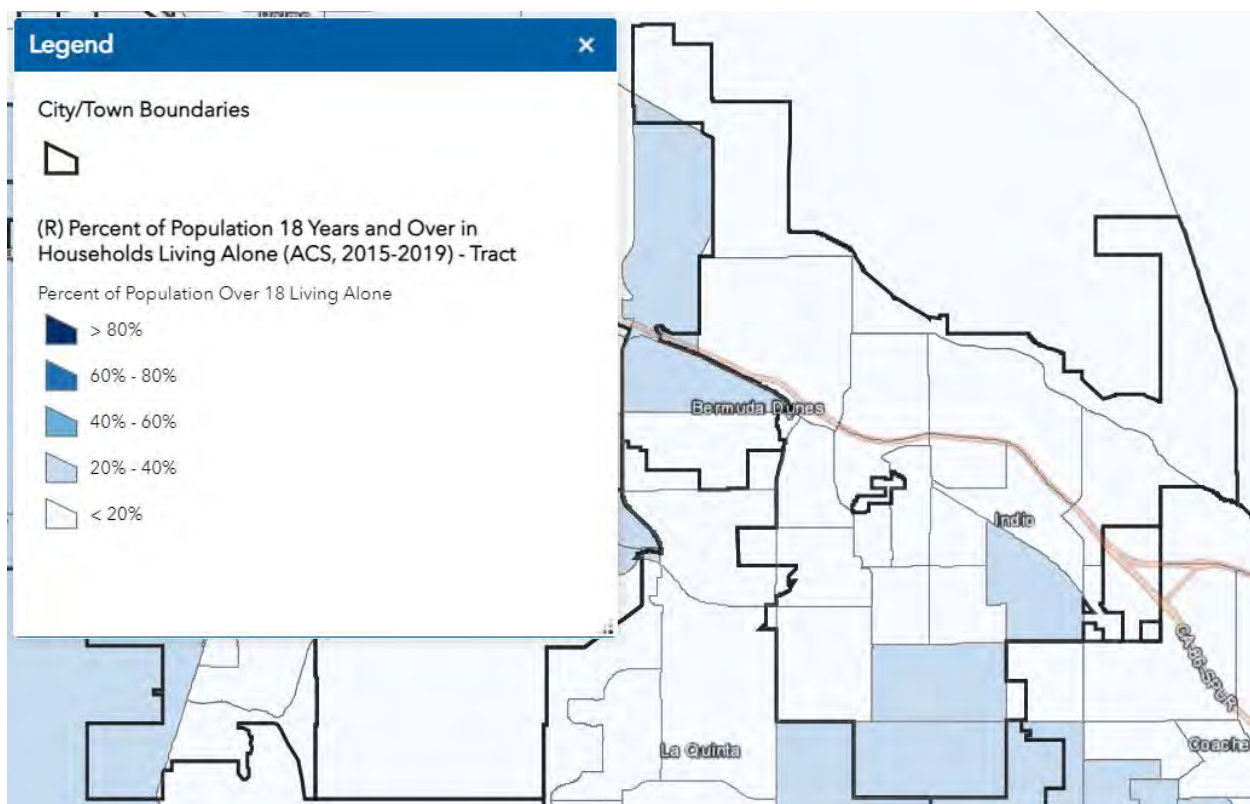 Legend
City/Town Boundaries
(R) Percent of Population 18 Years and Over in
Households Living Alone (ACS, 2015-2019) - Tract
Percent of Population Over 18 Living Alone
> 80%
60% - 80%
40% - 60%
20% - 40%
< 20%
Bermuda Dunes
Indio
CA-86-SPUR
La Quinta
Coache